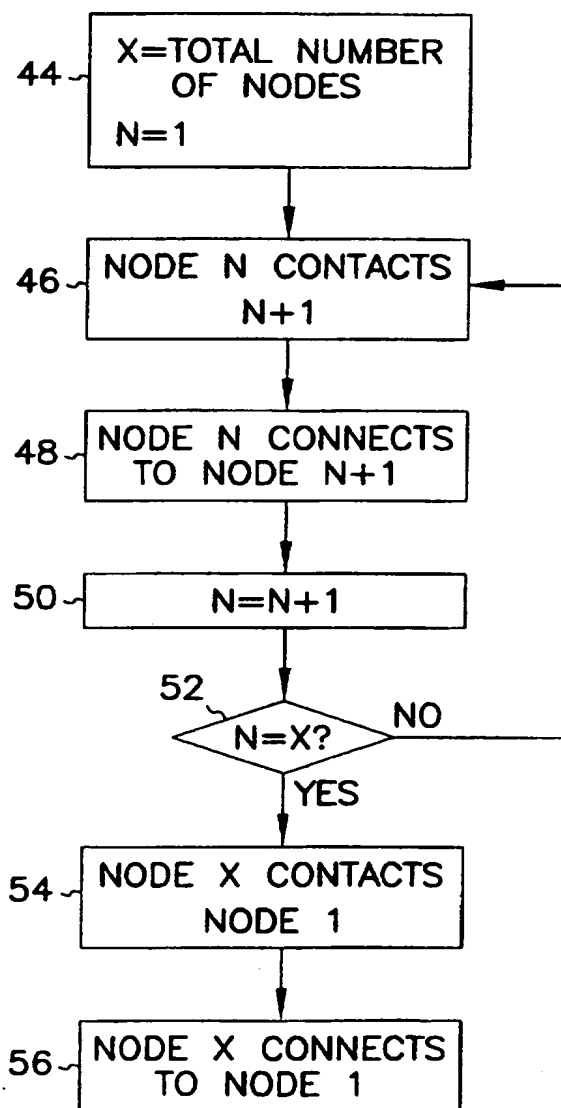 44
X=TOTAL NUMBER
OF NODES
N=1
46
NODE N CONTACTS
N+1
48
NODE N CONNECTS
TO NODE N+1
50
N=N+1
52
N=X?
NO
YES
54
NODE X CONTACTS
NODE 1
56
NODE X CONNECTS
TO NODE 1